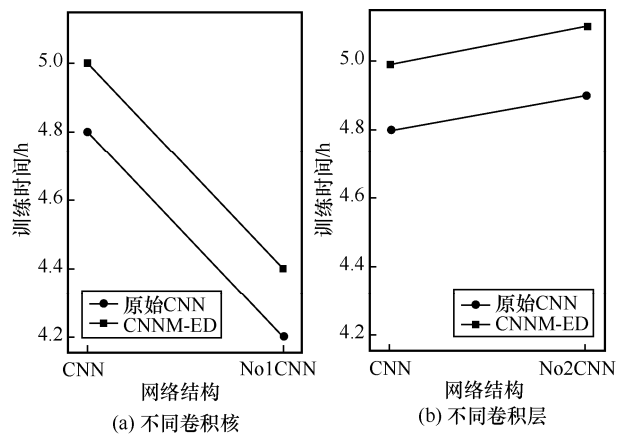 5.0
4.8
4.6
4.4
4.2
训练时间/h
原始CNN
CNNM-ED
CNN
No1CNN
网络结构
(a) 不同卷积核
5.0
4.8
4.6
4.4
4.2
训练时间/h
原始CNN
CNNM-ED
CNN
No2CNN
网络结构
(b) 不同卷积层